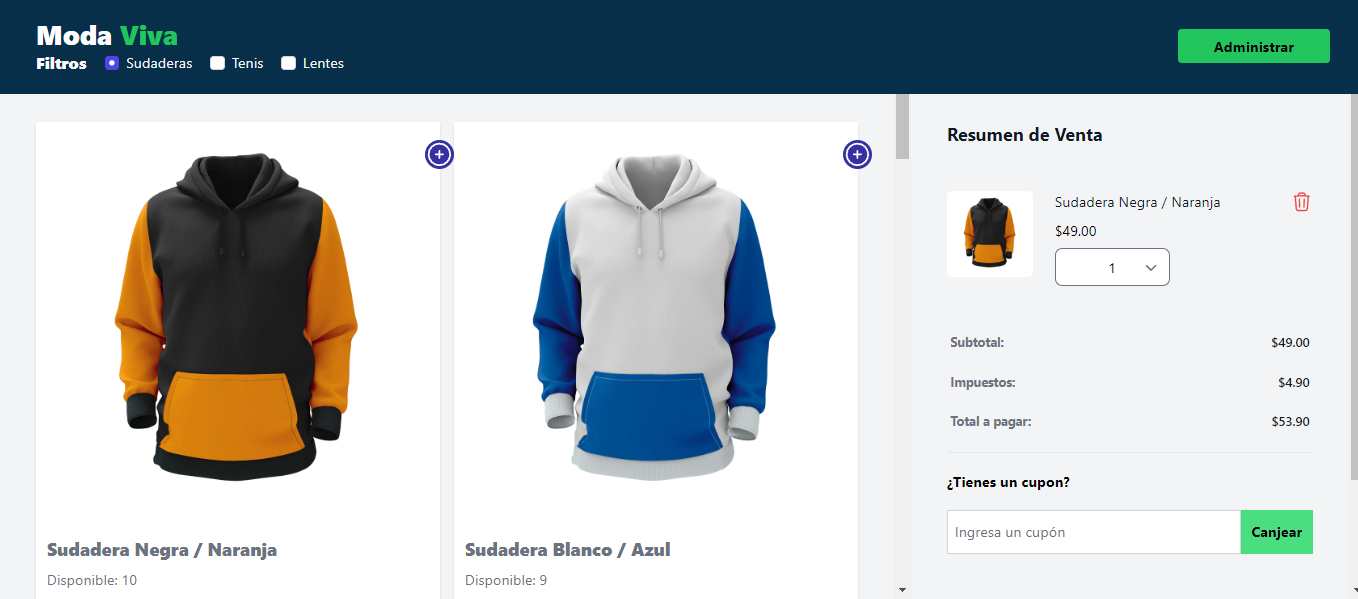 Moda Viva
Filtros Sudaderas Tenis Lentes
Administrar
Sudadera Negra / Naranja
Disponible: 10
Sudadera Blanco / Azul
Disponible: 9
Resumen de Venta
Sudadera Negra / Naranja
$49.00
1
Subtotal: $49.00
Impuestos: $4.90
Total a pagar: $53.90
¿Tienes un cupon?
Ingresa un cupón
Canjear